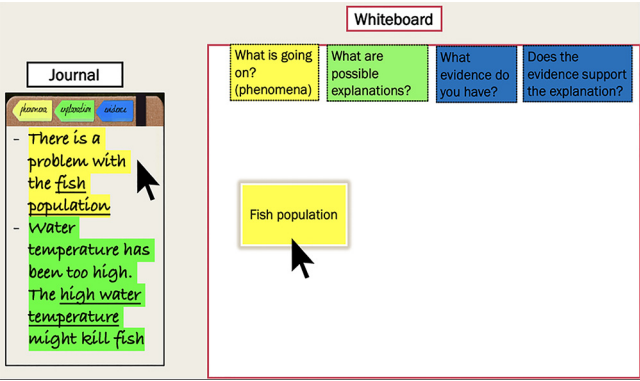 Whiteboard
What is going
on?
(phenomena)
What are
possible
explanations?
What
evidence do
you have?
Does the
evidence support
the explanation?
Journal
phenomena
explanation
evidence
- There is a
problem with
the fish
population
- Water
temperature has
been too high.
The high water
temperature
might kill fish
Fish population